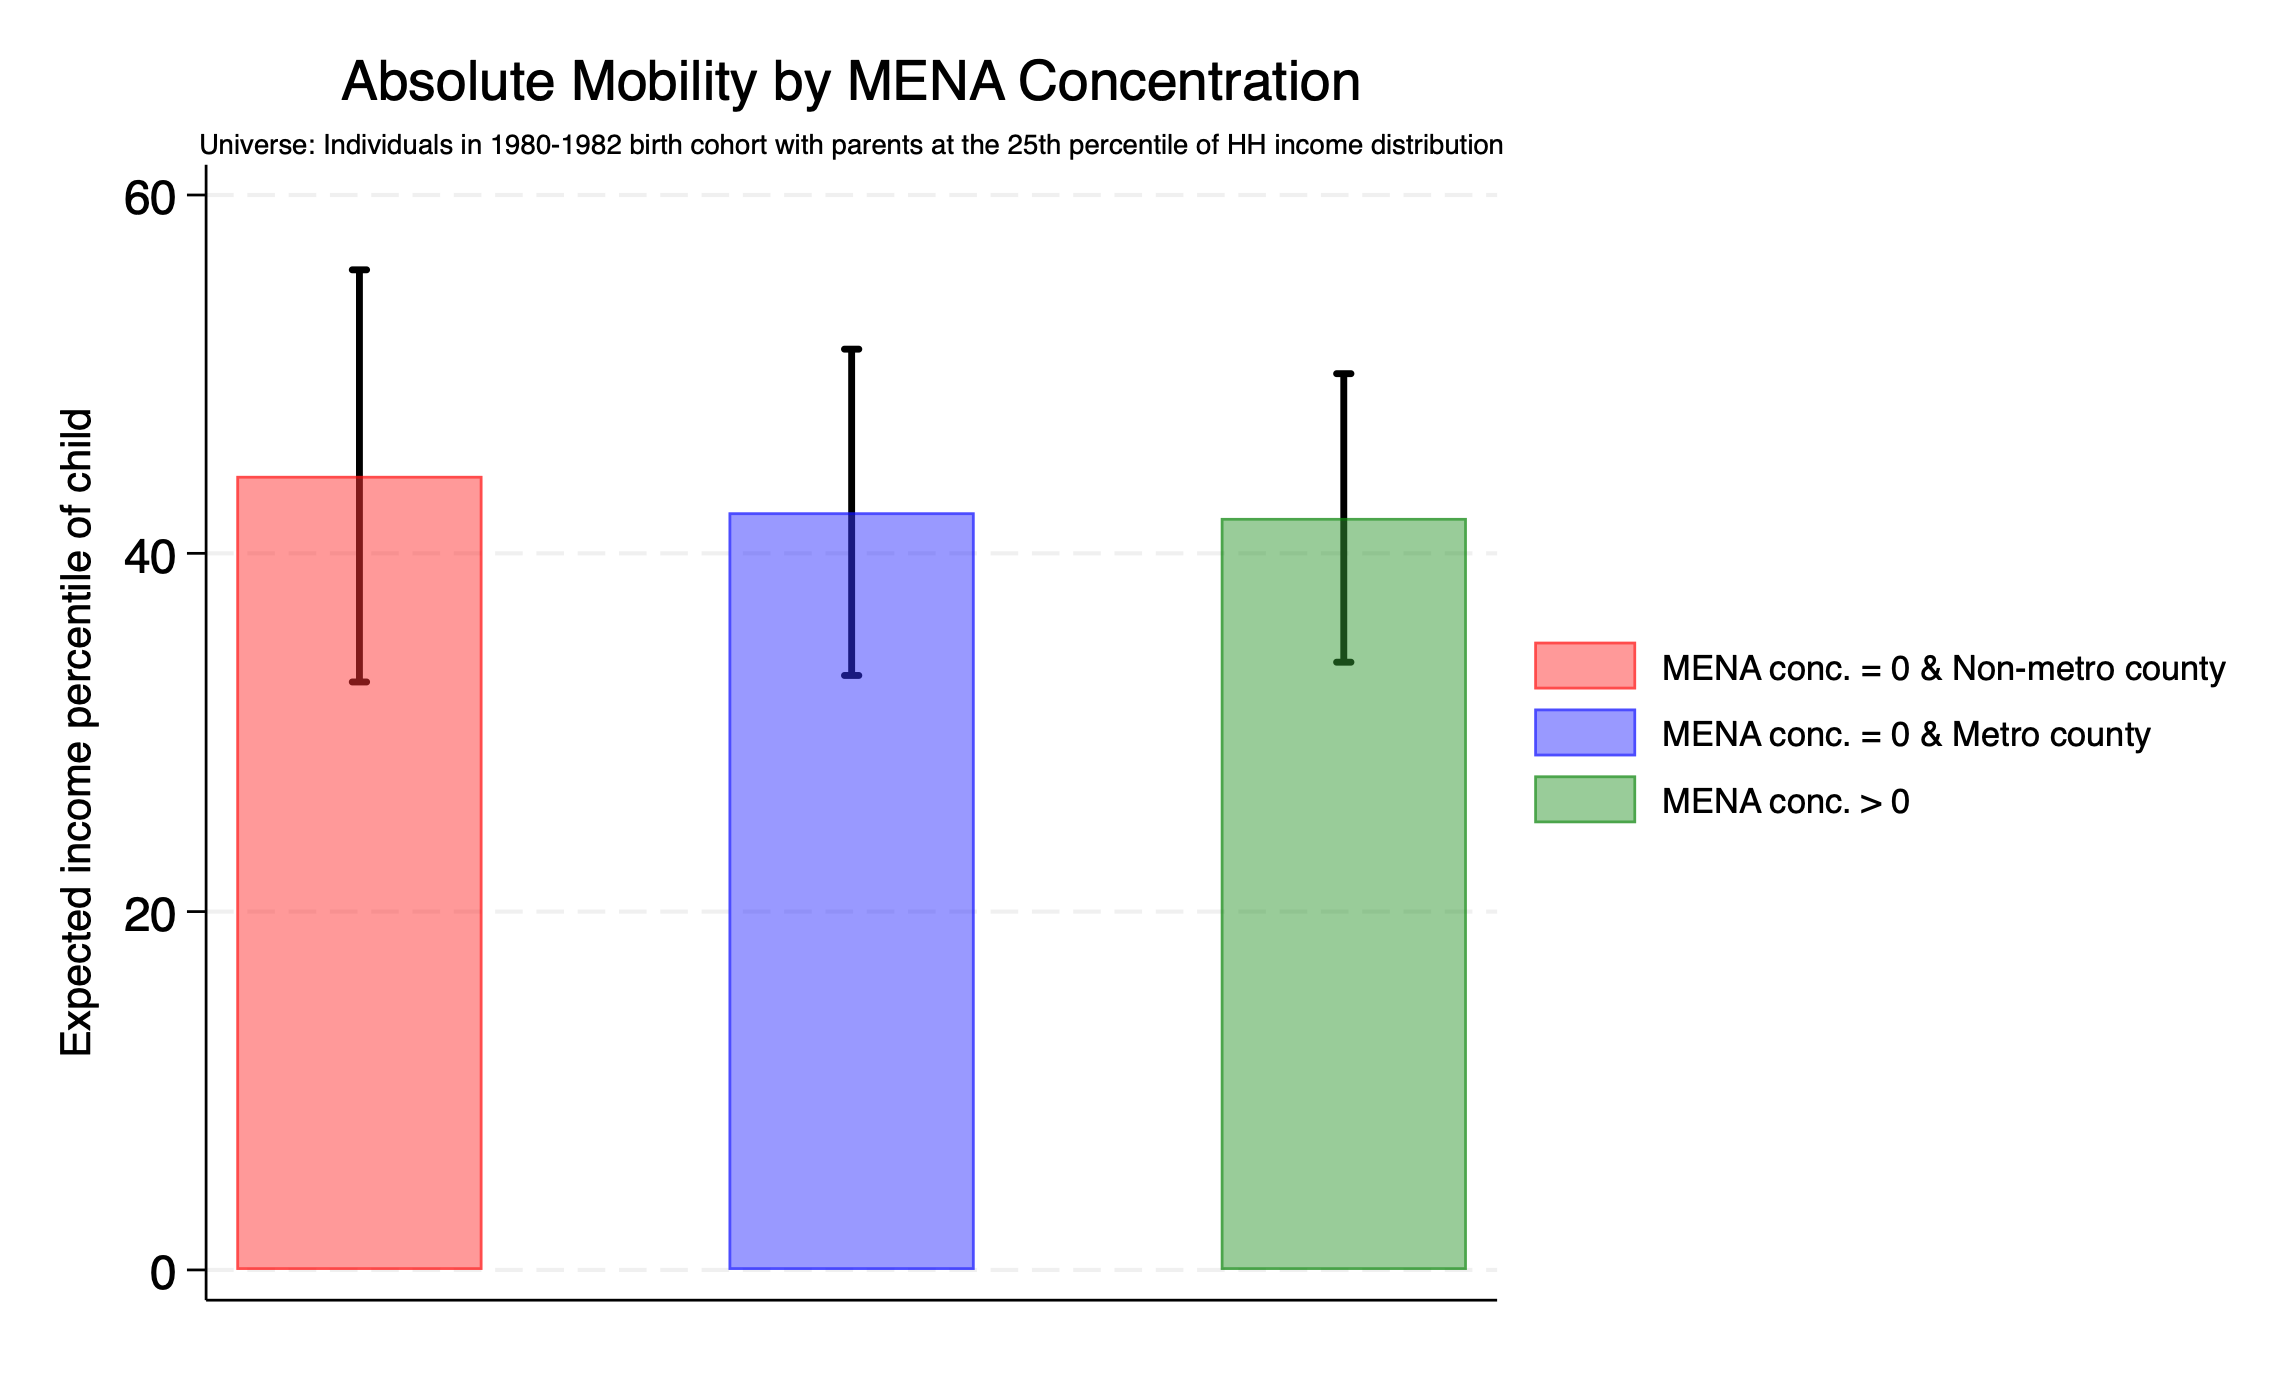 Absolute Mobility by MENA Concentration
Universe: Individuals in 1980-1982 birth cohort with parents at the 25th percentile of HH income distribution
Expected income percentile of child
60
40
20
0
MENA conc. = 0 & Non-metro county
MENA conc. = 0 & Metro county
MENA conc. > 0